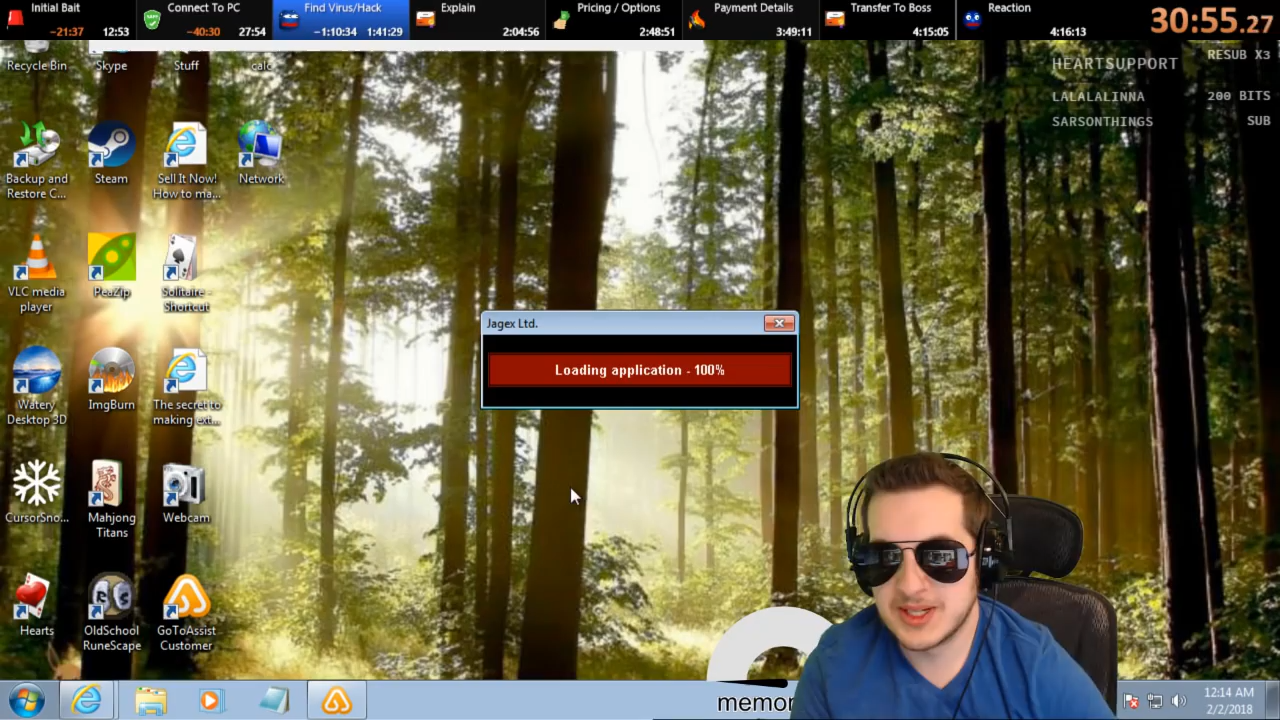 Initial Bait
-21:37 12:53
Connect To PC
-40:30 27:54
Find Virus/Hack
-1:10:34 1:41:29
Explain
2:04:56
Pricing / Options
2:48:51
Payment Details
3:49:11
Transfer To Boss
4:15:05
Reaction
4:16:13
30:55.27
HEARTSUPPORT RESUB X3
LALALALINNA 200 BITS
SARSONTHINGS SUB
Recycle Bin
Skype
Stuff
calc
Backup and
Restore C...
Steam
Sell It Now!
How to ma...
Network
VLC media
player
PeaZip
Solitaire -
Shortcut
Watery
Desktop 3D
ImgBurn
The secret to
making ext...
CursorSno...
Mahjong
Titans
Webcam
Hearts
OldSchool
RuneScape
GoToAssist
Customer
Jagex Ltd.
Loading application - 100%
memor
12:14 AM
2/2/2018